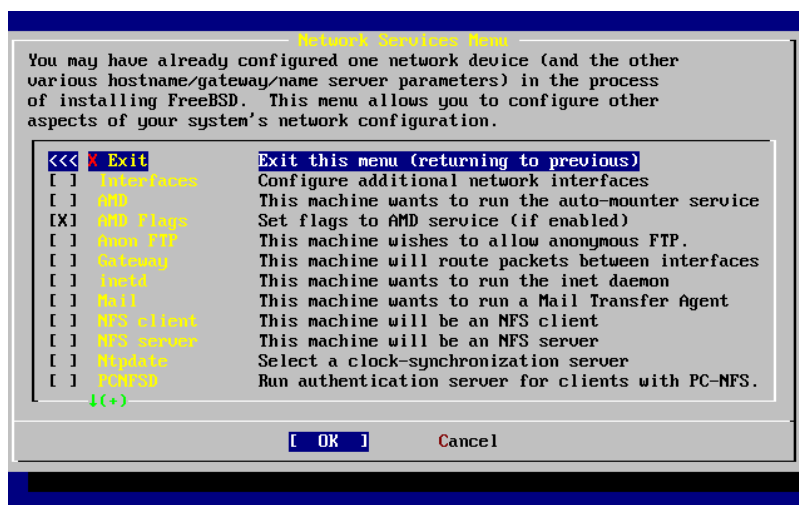 Network Services Menu
You may have already configured one network device (and the other
various hostname/gateway/name server parameters) in the process
of installing FreeBSD.  This menu allows you to configure other
aspects of your system's network configuration.
<<< X Exit Exit this menu (returning to previous)
[ ] Interfaces Configure additional network interfaces
[ ] AMD This machine wants to run the auto-mounter service
[X] AMD Flags Set flags to AMD service (if enabled)
[ ] Anon FTP This machine wishes to allow anonymous FTP.
[ ] Gateway This machine will route packets between interfaces
[ ] inetd This machine wants to run the inet daemon
[ ] Mail This machine wants to run a Mail Transfer Agent
[ ] NFS client This machine will be an NFS client
[ ] NFS server This machine will be an NFS server
[ ] Ntpdate Select a clock-synchronization server
[ ] PCNFSD Run authentication server for clients with PC-NFS.
↓(+)
[ OK ] Cancel